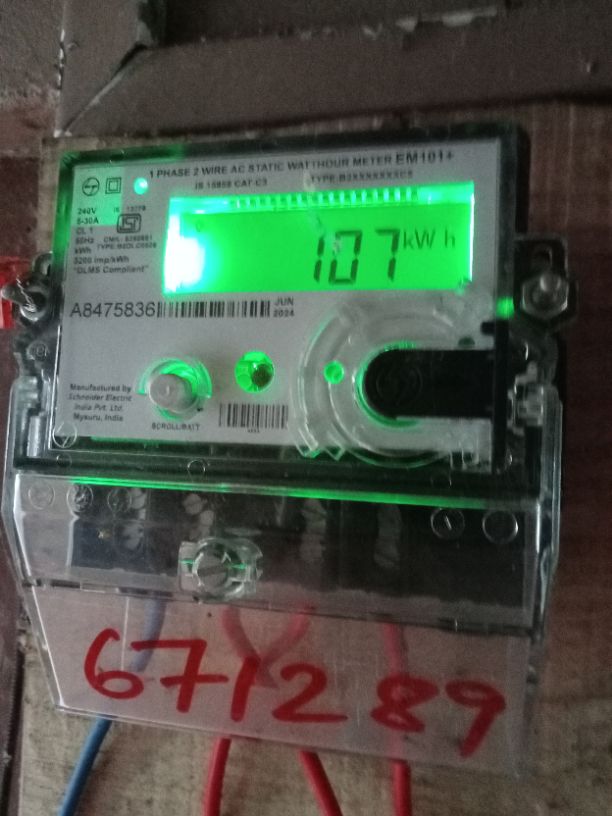 1 PHASE 2 WIRE AC STATIC WATTHOUR METER EM101+
IS 15959 CAT-C3
240V
5-30A
CL 1
50Hz
kWh
3200 imp/kWh
"DLMS Compliant"
IS 13779
107 kWh
A8475836
JUN
2024
Manufactured by
Schneider Electric
India Pvt. Ltd.
Mysuru, India
SCROLL/BATT
671289